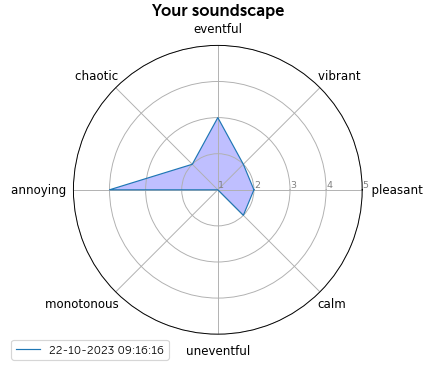 Your soundscape
eventful
chaotic
vibrant
annoying
1
2
3
4
5
pleasant
monotonous
calm
22-10-2023 09:16:16
uneventful